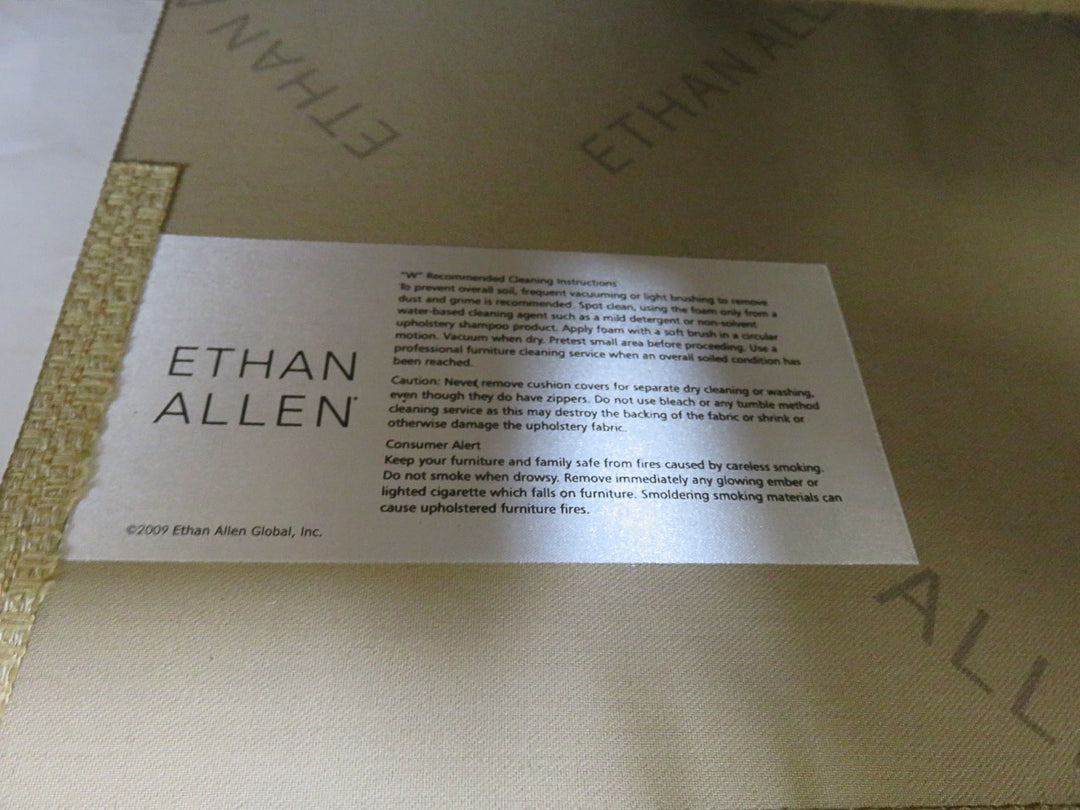 ETHAN A
ETHAN ALL
"W" Recommended Cleaning Instructions
To prevent overall soil, frequent vacuuming or light brushing to remove
dust and grime is recommended. Spot clean, using the foam only from a
water-based cleaning agent such as a mild detergent or non-solvent
upholstery shampoo product. Apply foam with a soft brush in a circular
motion. Vacuum when dry. Pretest small area before proceeding. Use a
professional furniture cleaning service when an overall soiled condition has
been reached.
Caution: Never remove cushion covers for separate dry cleaning or washing,
even though they do have zippers. Do not use bleach or any tumble method
cleaning service as this may destroy the backing of the fabric or shrink or
otherwise damage the upholstery fabric.
Consumer Alert
Keep your furniture and family safe from fires caused by careless smoking.
Do not smoke when drowsy. Remove immediately any glowing ember or
lighted cigarette which falls on furniture. Smoldering smoking materials can
cause upholstered furniture fires.
ETHAN
ALLEN
©2009 Ethan Allen Global, Inc.
ALL